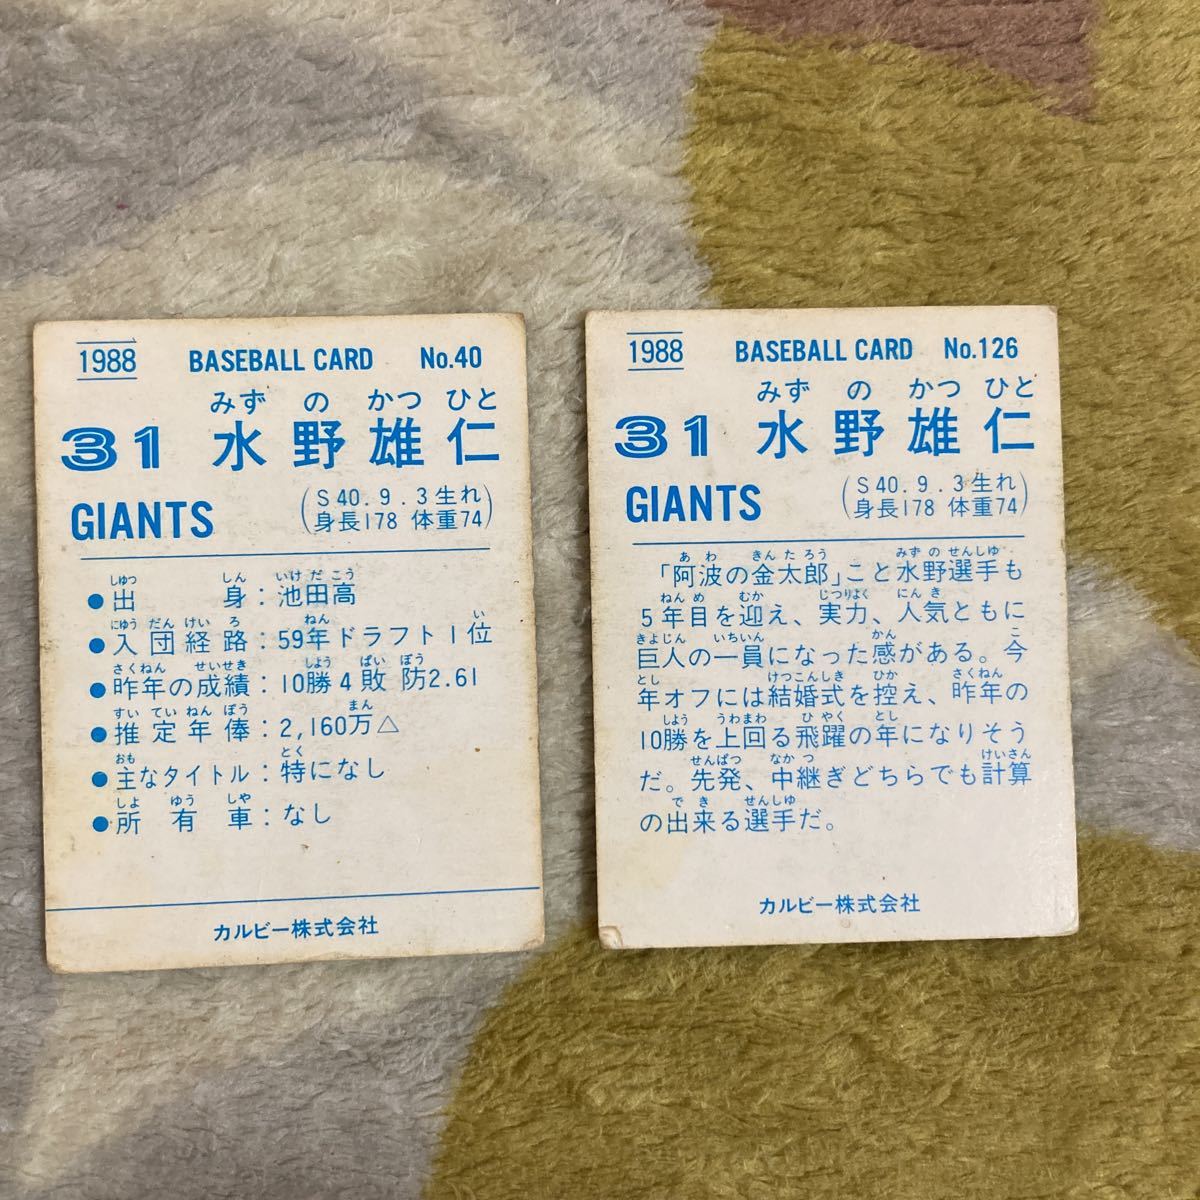 1988 BASEBALL CARD No.40
みず の かつ ひと
31 水野雄仁
GIANTS
(S40.9.3生れ
身長178 体重74)
しゅつ しん いけ だ こう
●出身：池田高
にゅう だん けい ろ ねん い
●入団経路：59年ドラフト1位
さくねん せいせき しょう ぱい ぼう
●昨年の成績：10勝4敗 防2.61
すい てい ねん ぽう まん
●推定年俸：2,160万△
おも とく
●主なタイトル：特になし
しよ ゆう しや
●所有車：なし
カルビー株式会社
1988 BASEBALL CARD No.126
みず の かつ ひと
31 水野雄仁
GIANTS
(S40.9.3生れ
身長178 体重74)
あ わ きん た ろう みず の せんしゆ
「阿波の金太郎」こと水野選手も
ねん め むか じつりよく にん き
5年目を迎え、実力、人気ともに
きよじん いちいん かん こ
巨人の一員になった感がある。今
とし けつこんしき ひか さくねん
年オフには結婚式を控え、昨年の
しよう うわまわ ひ やく とし
10勝を上回る飛躍の年になりそう
せんぱつ なかつ けいさん
だ。先発、中継ぎどちらでも計算
で き せんしゆ
の出来る選手だ。
カルビー株式会社